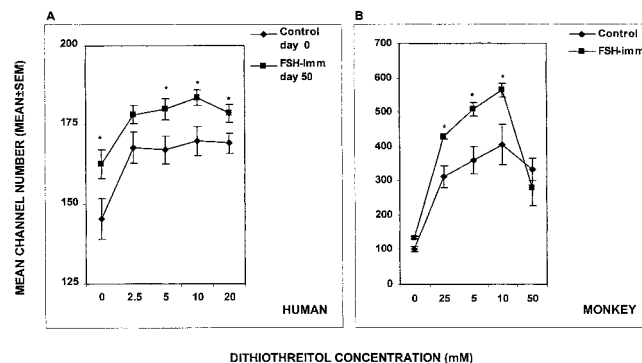 A
Control
day 0
FSH-Imm
day 50
200
175
150
125
*
*
*
*
0
2.5
5
10
20
HUMAN
B
Control
FSH-imm
700
600
500
400
300
200
100
0
*
*
*
0
25
5
10
50
MONKEY
MEAN CHANNEL NUMBER (MEAN±SEM)
DITHIOTHREITOL CONCENTRATION (mM)